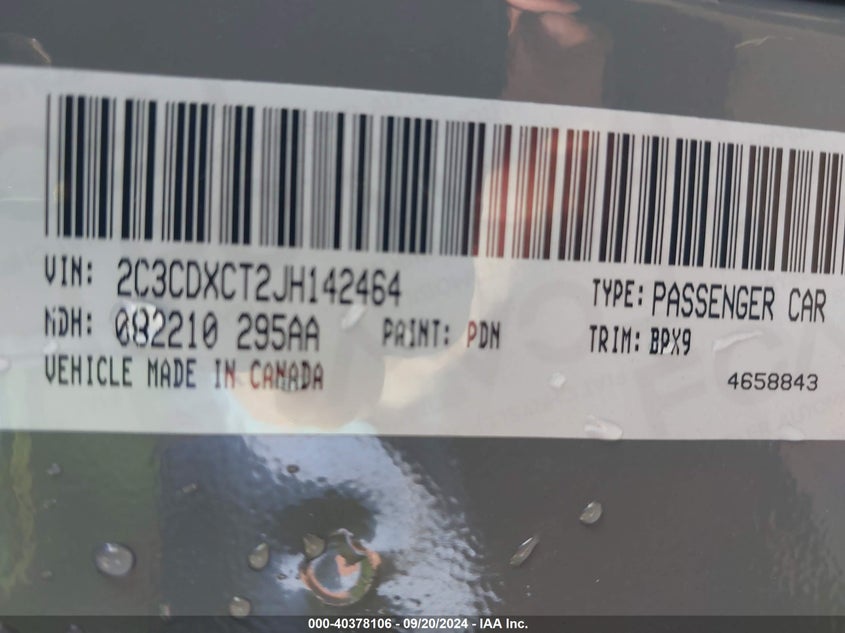 VIN: 2C3CDXCT2JH142464
TYPE: PASSENGER CAR
MDH: 082210 295AA
PAINT: PDN
TRIM: BPX9
VEHICLE MADE IN CANADA
4658843
000-40378106 - 09/20/2024 - IAA Inc.